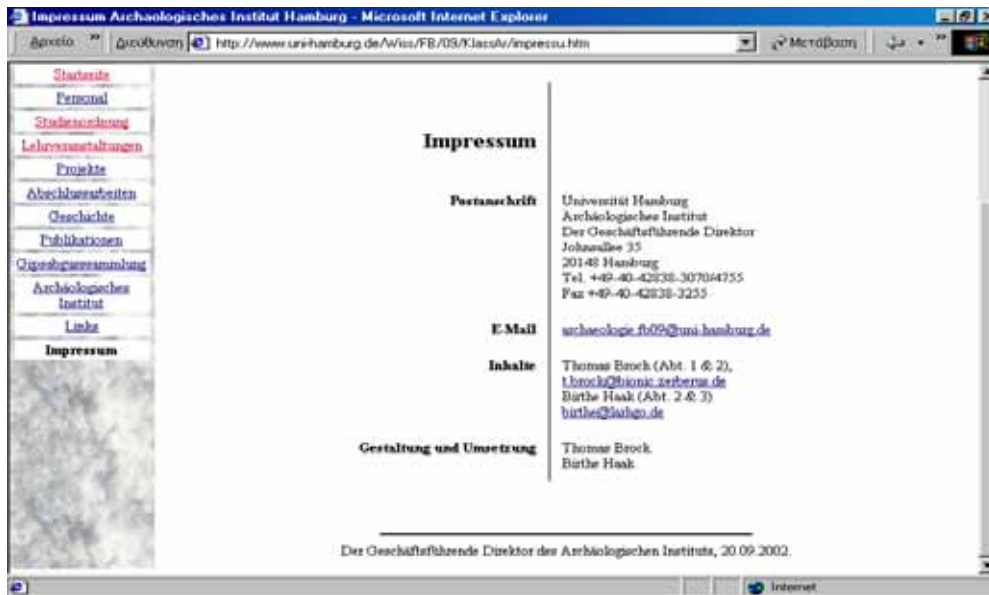 Impressum Archaologisches Institut Hamburg - Microsoft Internet Explorer
Αρχείο » Διεύθυνση http://www.uni-hamburg.de/Wiss/FB/09/KlassAr/impressu.htm Μετάβαση »
Startseite
Personal
Studienordnung
Lehrveranstaltungen
Projekte
Abschlussarbeiten
Geschichte
Publikationen
Gipsabgusssammlung
Archäologisches
Institut
Links
Impressum
Impressum
Postanschrift
Universität Hamburg
Archäologisches Institut
Der Geschäftsführende Direktor
Johnsallee 35
20148 Hamburg
Tel. +49-40-42838-3070/4755
Fax +49-40-42838-3255
E-Mail
archaeologie.fb09@uni-hamburg.de
Inhalte
Thomas Brock (Abt. 1 & 2),
t.brock@bionic.zerberus.de
Birthe Haak (Abt. 2 & 3)
Gestaltung und Umsetzung
Thomas Brock
Birthe Haak
Der Geschäftsführende Direktor des Archäologischen Instituts, 20.09.2002.
Internet